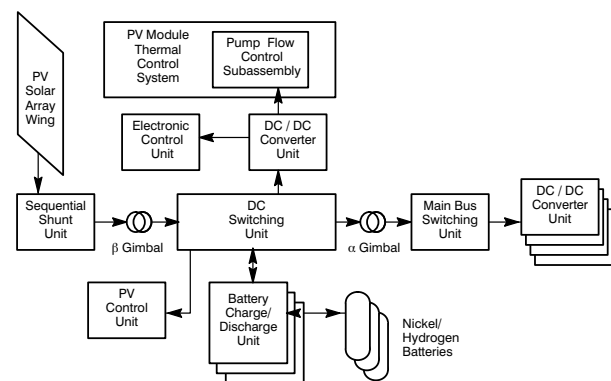 PV
Solar
Array
Wing
PV Module
Thermal
Control
System
Pump Flow
Control
Subassembly
Electronic
Control
Unit
DC / DC
Converter
Unit
Sequential
Shunt
Unit
β Gimbal
DC
Switching
Unit
α Gimbal
Main Bus
Switching
Unit
DC / DC
Converter
Unit
PV
Control
Unit
Battery
Charge/
Discharge
Unit
Nickel/
Hydrogen
Batteries